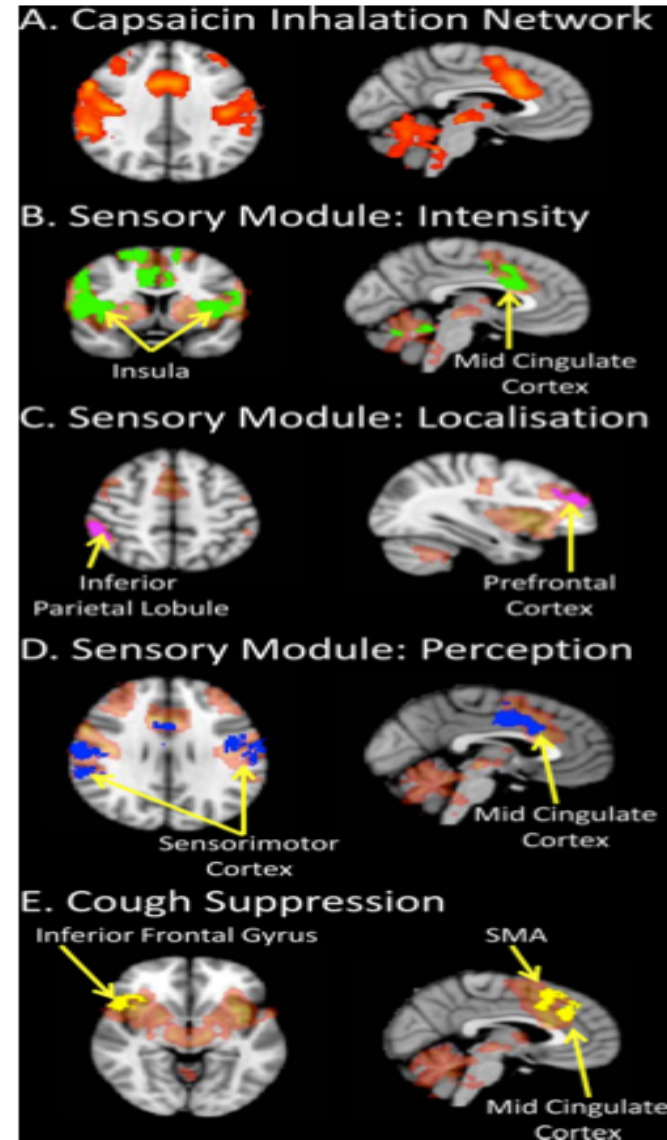 A. Capsaicin Inhalation Network
B. Sensory Module: Intensity
Insula
Mid Cingulate
Cortex
C. Sensory Module: Localisation
Inferior
Parietal Lobule
Prefrontal
Cortex
D. Sensory Module: Perception
Sensorimotor
Cortex
Mid Cingulate
Cortex
E. Cough Suppression
Inferior Frontal Gyrus
SMA
Mid Cingulate
Cortex